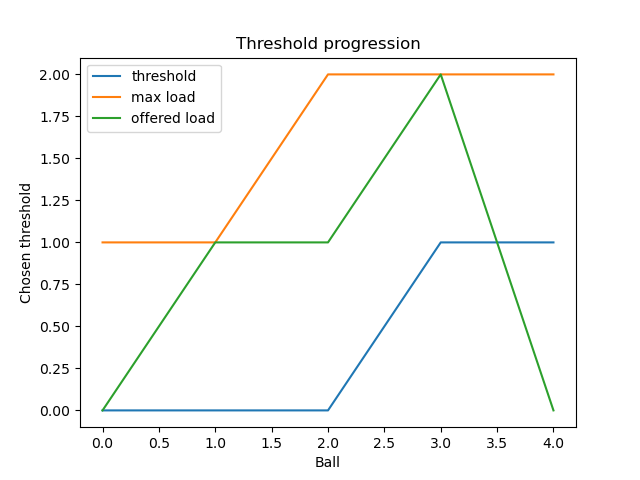 Threshold progression
threshold
max load
offered load
Chosen threshold
2.00
1.75
1.50
1.25
1.00
0.75
0.50
0.25
0.00
0.0 0.5 1.0 1.5 2.0 2.5 3.0 3.5 4.0
Ball